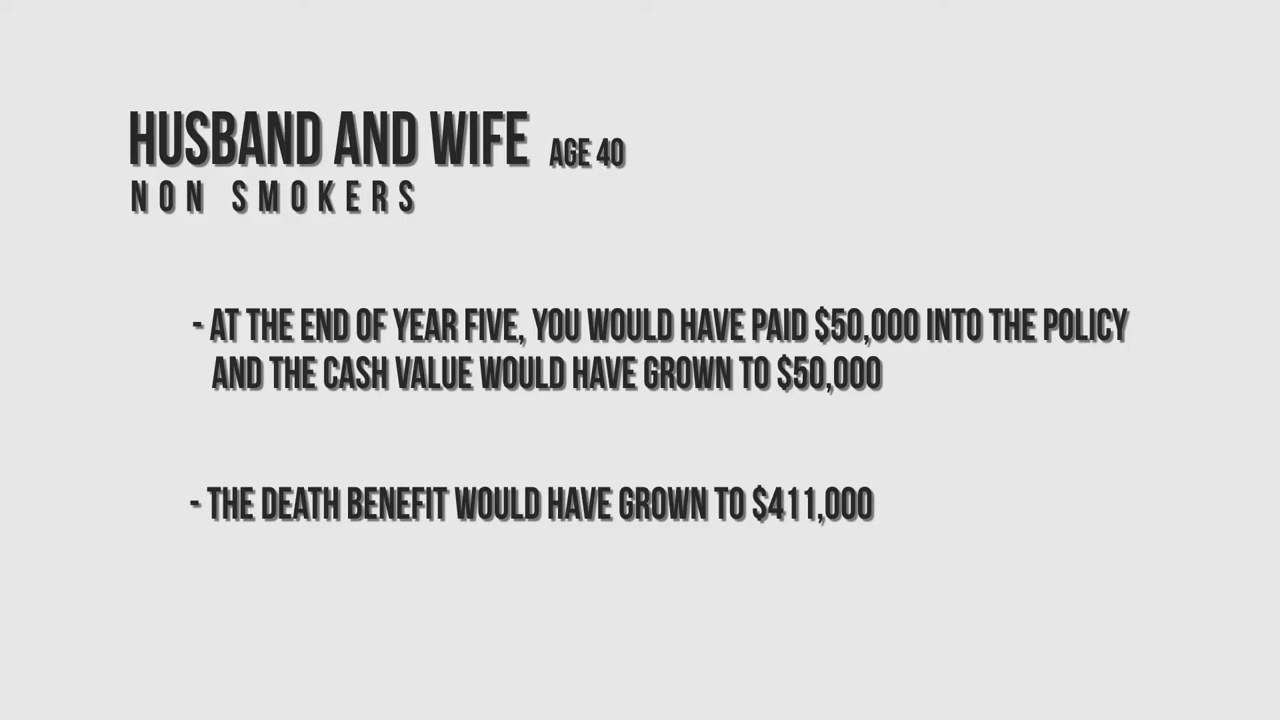 HUSBAND AND WIFE AGE 40
NON SMOKERS
- AT THE END OF YEAR FIVE, YOU WOULD HAVE PAID $50,000 INTO THE POLICY
AND THE CASH VALUE WOULD HAVE GROWN TO $50,000
- THE DEATH BENEFIT WOULD HAVE GROWN TO $411,000